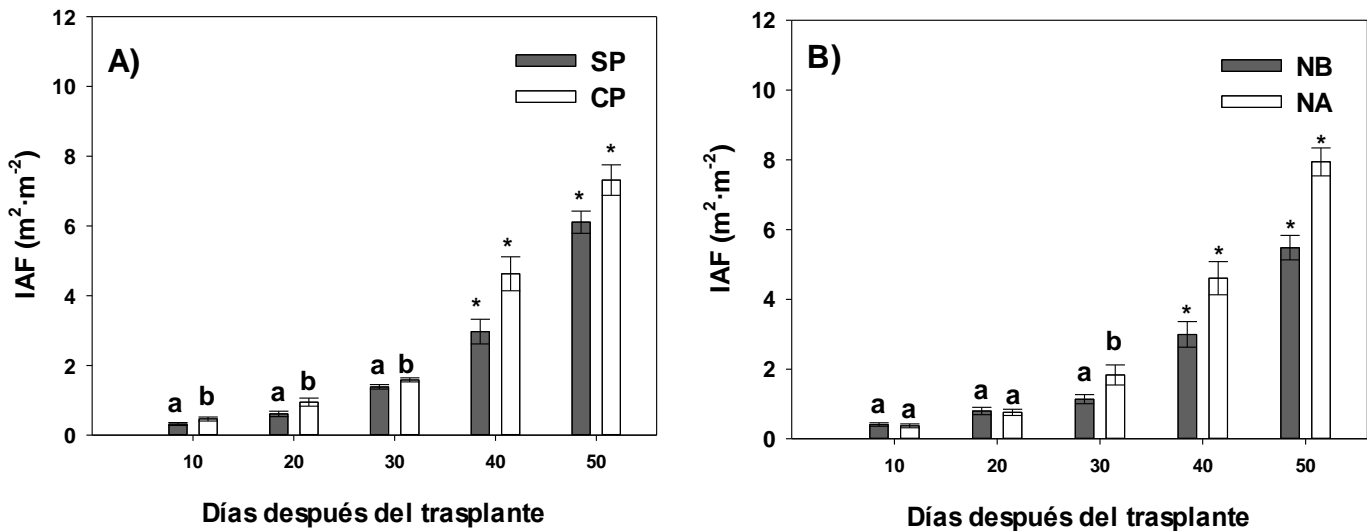 A)
SP
CP
IAF (m²·m⁻²)
12
10
8
6
4
2
0
a b a b a b * * * *
10 20 30 40 50
Días después del trasplante
B)
NB
NA
IAF (m²·m⁻²)
12
10
8
6
4
2
0
a a a a a b * * * *
10 20 30 40 50
Días después del trasplante